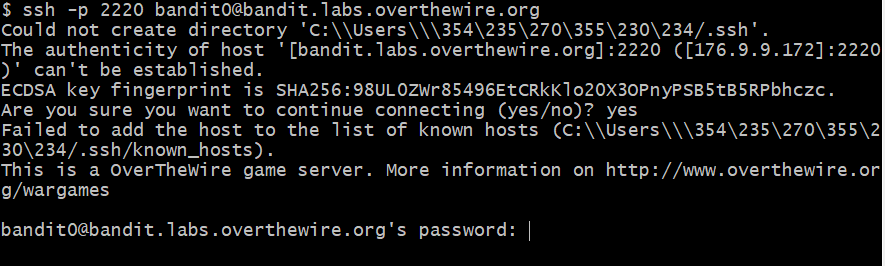 $ ssh -p 2220 bandit0@bandit.labs.overthewire.org
Could not create directory 'C:\\Users\\\354\235\270\355\230\234/.ssh'.
The authenticity of host '[bandit.labs.overthewire.org]:2220 ([176.9.9.172]:2220
)' can't be established.
ECDSA key fingerprint is SHA256:98UL0ZWr85496EtCRkKlo20X3OPnyPSB5tB5RPbhczc.
Are you sure you want to continue connecting (yes/no)? yes
Failed to add the host to the list of known hosts (C:\\Users\\\354\235\270\355\2
30\234/.ssh/known_hosts).
This is a OverTheWire game server. More information on http://www.overthewire.or
g/wargames
bandit0@bandit.labs.overthewire.org's password: